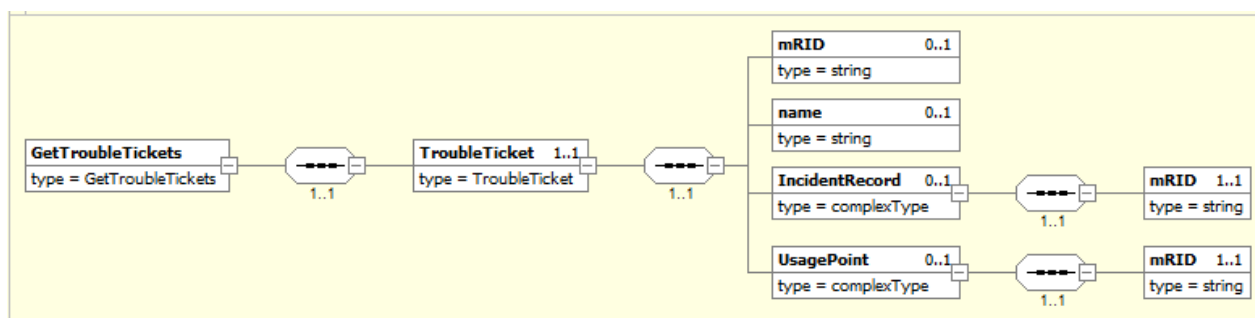 mRID 0..1
type = string
name 0..1
type = string
GetTroubleTickets
type = GetTroubleTickets
1..1
TroubleTicket 1..1
type = TroubleTicket
1..1
IncidentRecord 0..1
type = complexType
1..1
mRID 1..1
type = string
UsagePoint 0..1
type = complexType
1..1
mRID 1..1
type = string